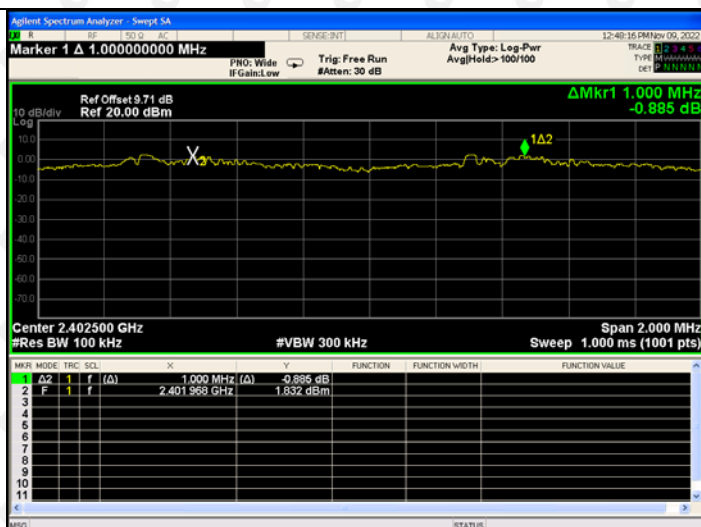 Agilent Spectrum Analyzer - Swept SA
R RF 50 Ω AC SENSE:INT ALIGN AUTO 12:48:16 PM Nov 09, 2022
Marker 1 Δ 1.000000000 MHz
PNO: Wide
IFGain:Low
Trig: Free Run
#Atten: 30 dB
Avg Type: Log-Pwr
Avg|Hold:>100/100
TRACE 1 2 3 4 5 6
TYPE M
DET P N N N N N
ΔMkr1 1.000 MHz
-0.885 dB
Ref Offset 9.71 dB
10 dB/div Ref 20.00 dBm
Log
10.0
0.00
-10.0
-20.0
-30.0
-40.0
-50.0
-60.0
-70.0
1Δ2
2
Center 2.402500 GHz Span 2.000 MHz
#Res BW 100 kHz #VBW 300 kHz Sweep 1.000 ms (1001 pts)
MKR MODE TRC SCL X Y FUNCTION FUNCTION WIDTH FUNCTION VALUE
1 Δ2 1 f (Δ) 1.000 MHz (Δ) -0.885 dB
2 F 1 f 2.401 968 GHz 1.832 dBm
3
4
5
6
7
8
9
10
11
MSG STATUS